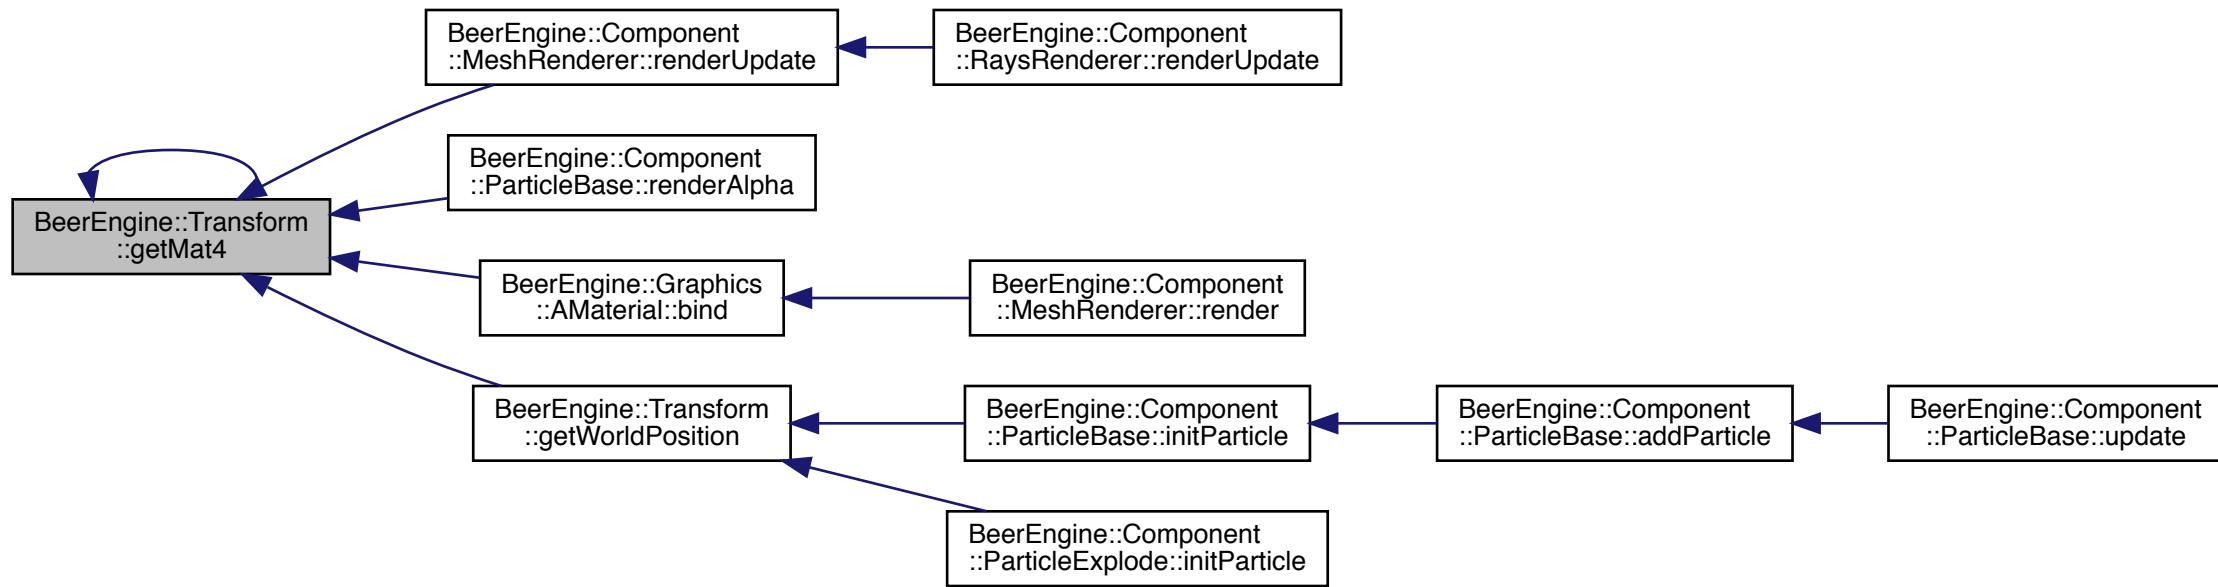 BeerEngine::Component
::MeshRenderer::renderUpdate
BeerEngine::Component
::RaysRenderer::renderUpdate
BeerEngine::Component
::ParticleBase::renderAlpha
BeerEngine::Transform
::getMat4
BeerEngine::Graphics
::AMaterial::bind
BeerEngine::Component
::MeshRenderer::render
BeerEngine::Transform
::getWorldPosition
BeerEngine::Component
::ParticleBase::initParticle
BeerEngine::Component
::ParticleBase::addParticle
BeerEngine::Component
::ParticleBase::update
BeerEngine::Component
::ParticleExplode::initParticle